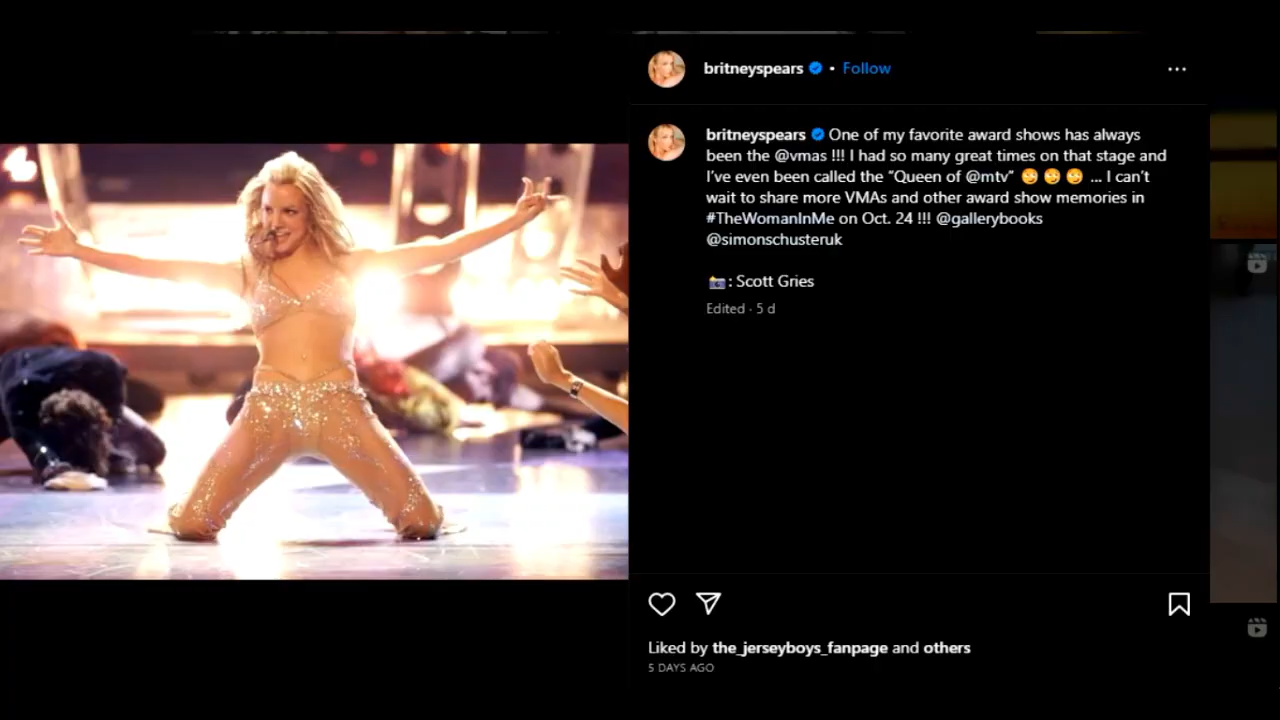 britneyspears • Follow
britneyspears One of my favorite award shows has always
been the @vmas !!! I had so many great times on that stage and
I've even been called the "Queen of @mtv" 😏 😏 😏 ... I can't
wait to share more VMAs and other award show memories in
#TheWomanInMe on Oct. 24 !!! @gallerybooks
@simonschusteruk
📸 : Scott Gries
Edited · 5 d
Liked by the_jerseyboys_fanpage and others
5 DAYS AGO